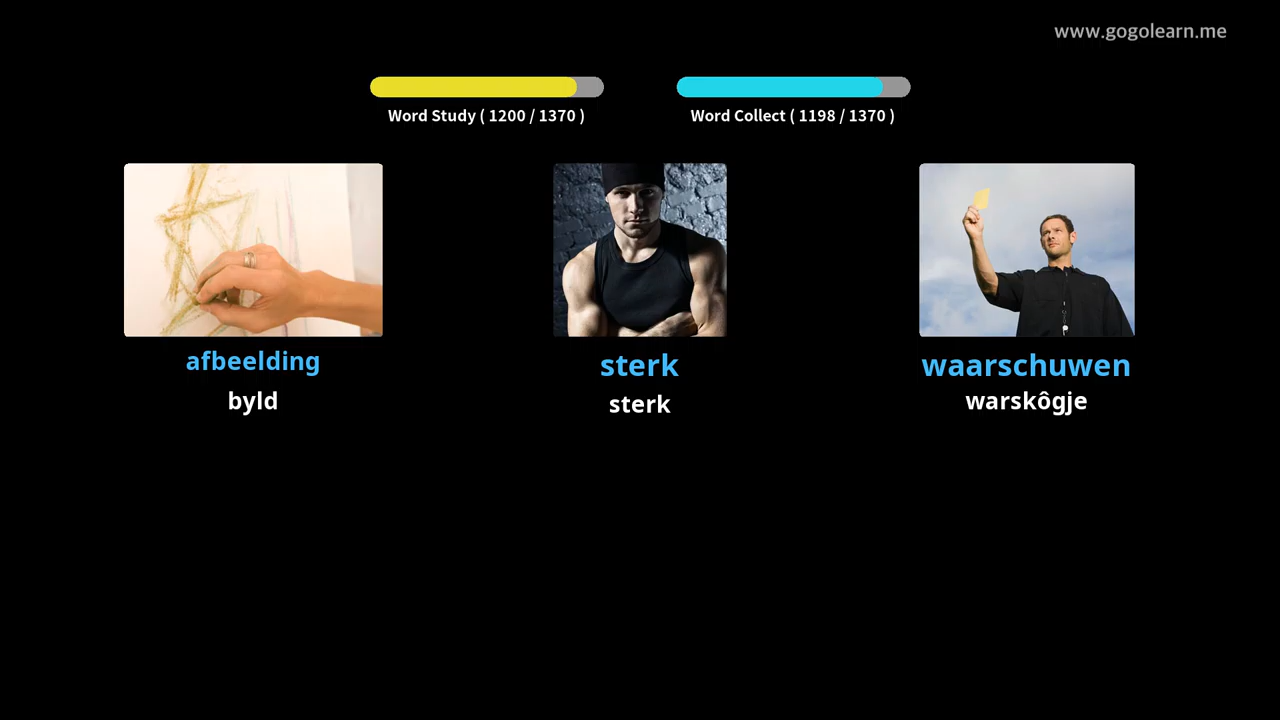 www.gogolearn.me
Word Study ( 1200 / 1370 )
Word Collect ( 1198 / 1370 )
afbeelding
sterk
waarschuwen
byld
sterk
warskôgje